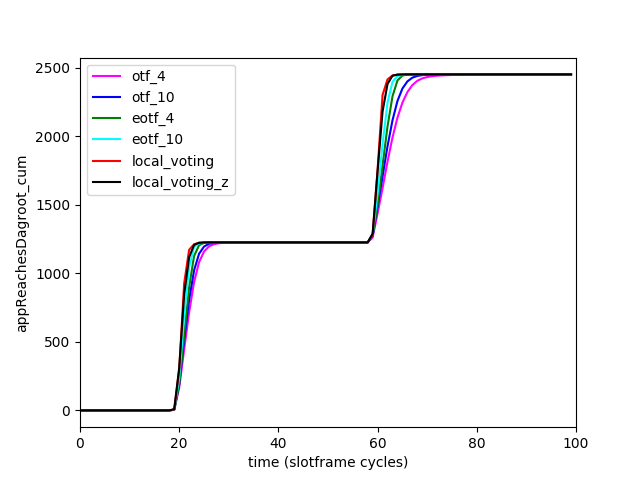 2500
2000
1500
1000
500
0
appReachesDagroot_cum
otf_4
otf_10
eotf_4
eotf_10
local_voting
local_voting_z
0 20 40 60 80 100
time (slotframe cycles)